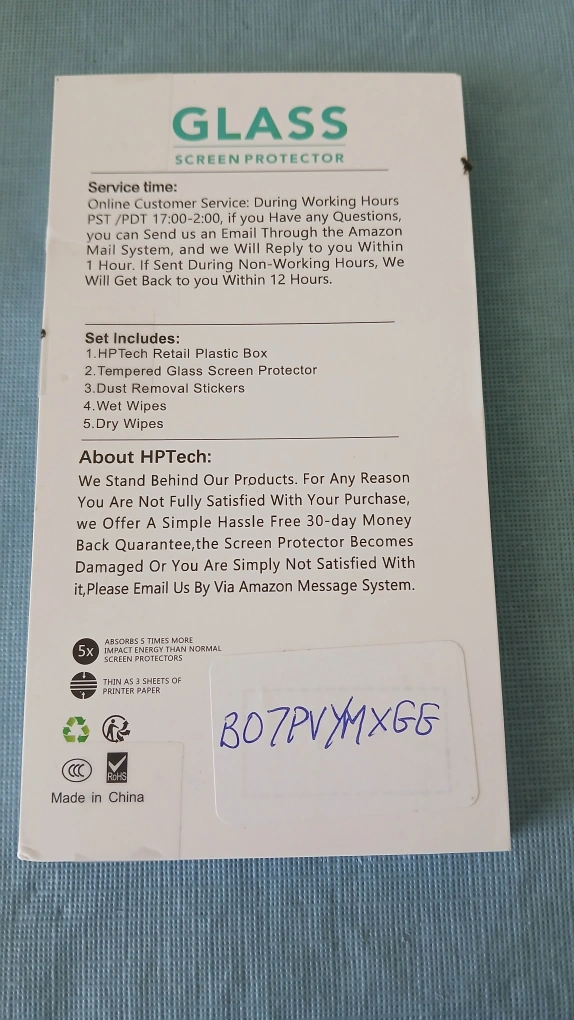 GLASS
SCREEN PROTECTOR
Service time:
Online Customer Service: During Working Hours
PST /PDT 17:00-2:00, if you Have any Questions,
you can Send us an Email Through the Amazon
Mail System, and we Will Reply to you Within
1 Hour. If Sent During Non-Working Hours, We
Will Get Back to you Within 12 Hours.
Set Includes:
1.HPTech Retail Plastic Box
2.Tempered Glass Screen Protector
3.Dust Removal Stickers
4.Wet Wipes
5.Dry Wipes
About HPTech:
We Stand Behind Our Products. For Any Reason
You Are Not Fully Satisfied With Your Purchase,
we Offer A Simple Hassle Free 30-day Money
Back Quarantee,the Screen Protector Becomes
Damaged Or You Are Simply Not Satisfied With
it,Please Email Us By Via Amazon Message System.
5x
ABSORBS 5 TIMES MORE
IMPACT ENERGY THAN NORMAL
SCREEN PROTECTORS
THIN AS 3 SHEETS OF
PRINTER PAPER
B07PVYMXGG
CCC
RoHS
Made in China